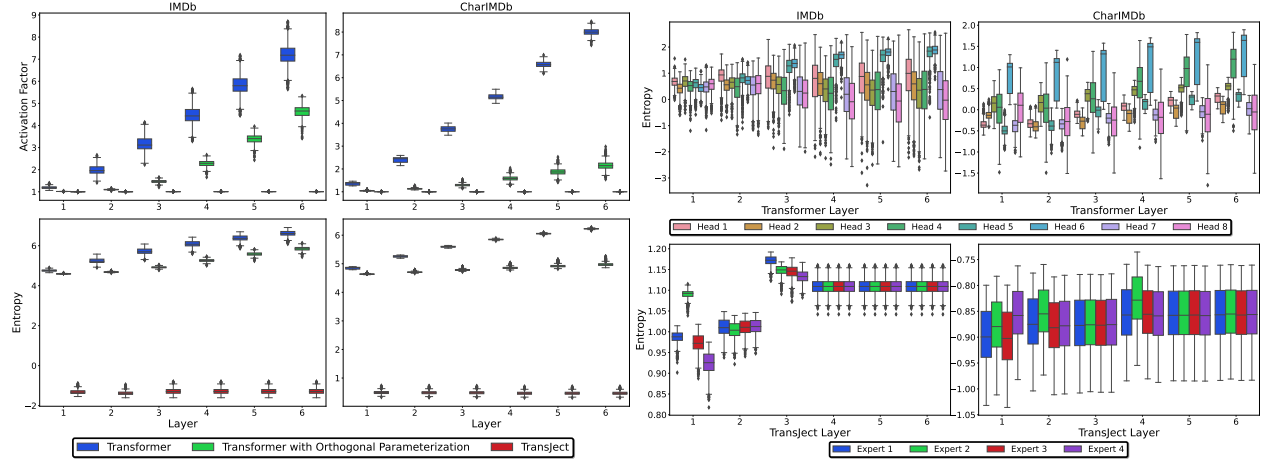 IMDb
CharIMDb
Activation Factor
9
8
7
6
5
4
3
2
1
8
7
6
5
4
3
2
1
1 2 3 4 5 6
1 2 3 4 5 6
Entropy
6
4
2
0
−2
6
5
4
3
2
1
1 2 3 4 5 6
1 2 3 4 5 6
Layer
Layer
Transformer
Transformer with Orthogonal Parameterization
TransJect
IMDb
CharIMDb
Entropy
2
1
0
−1
−2
−3
2.0
1.5
1.0
0.5
0.0
−0.5
−1.0
−1.5
1 2 3 4 5 6
1 2 3 4 5 6
Transformer Layer
Transformer Layer
Head 1 Head 2 Head 3 Head 4 Head 5 Head 6 Head 7 Head 8
Entropy
1.20
1.15
1.10
1.05
1.00
0.95
0.90
0.85
0.80
−0.75
−0.80
−0.85
−0.90
−0.95
−1.00
−1.05
1 2 3 4 5 6
1 2 3 4 5 6
TransJect Layer
TransJect Layer
Expert 1 Expert 2 Expert 3 Expert 4